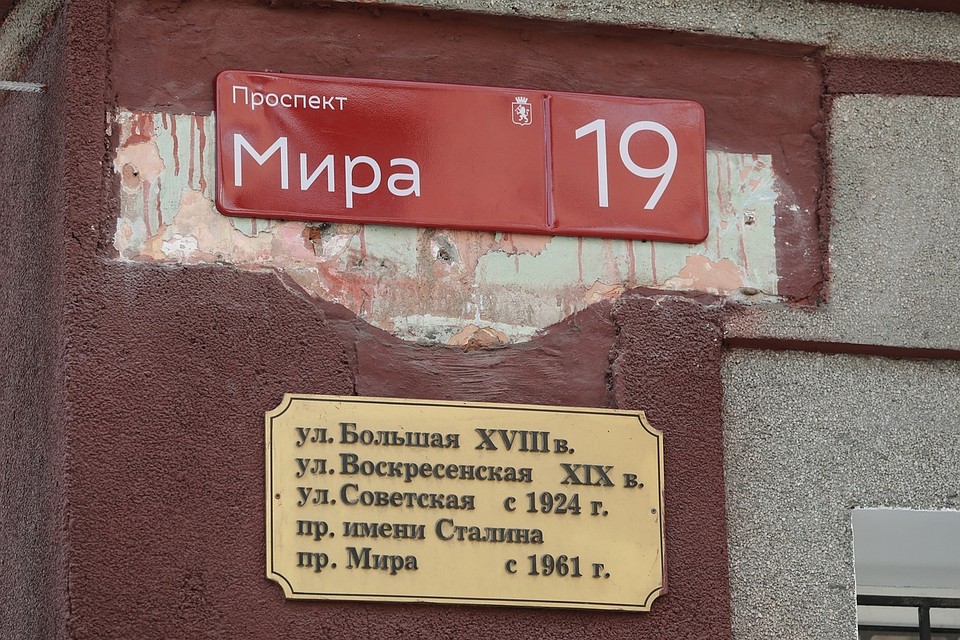 Проспект
Мира 19
ул. Большая XVIII в.
ул. Воскресенская XIX в.
ул. Советская с 1924 г.
пр. имени Сталина
пр. Мира с 1961 г.